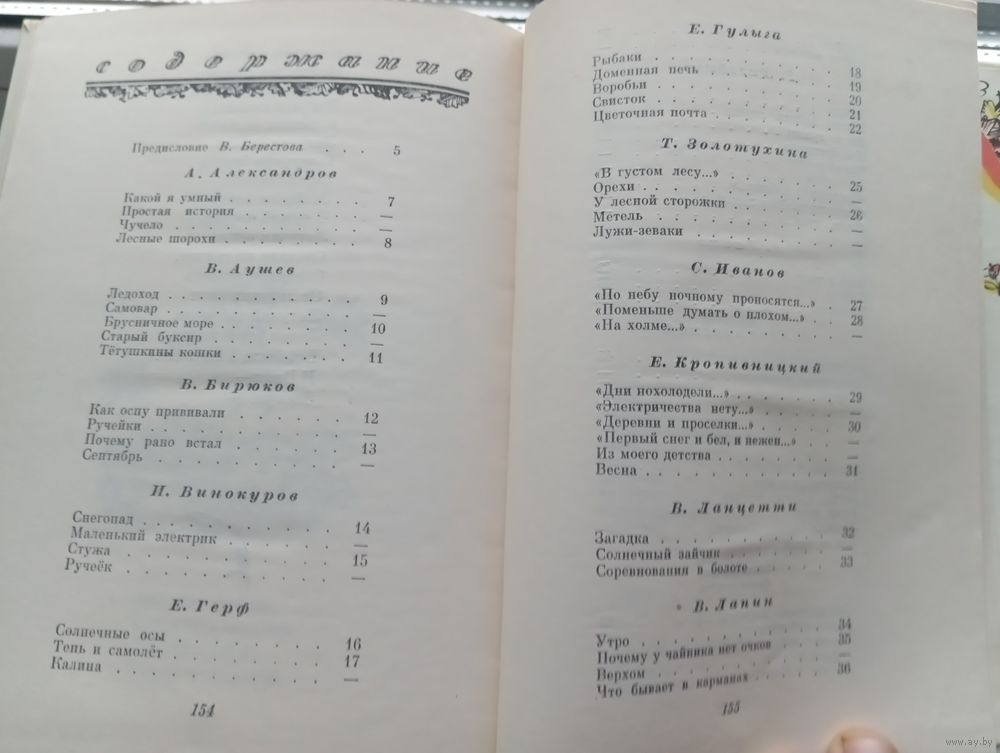 содержание
Предисловие В. Берестова . . . 5
А. Александров
Какой я умный . . . . . . . . 7
Простая история . . . . . . . —
Чучело . . . . . . . . . . —
Лесные шорохи . . . . . . . . 8
В. Аушев
Ледоход . . . . . . . . . . 9
Самовар . . . . . . . . . . —
Брусничное море . . . . . . . 10
Старый буксир . . . . . . . . —
Тётушкины кошки . . . . . . . 11
В. Бирюков
Как оспу прививали . . . . . . 12
Ручейки . . . . . . . . . . —
Почему рано встал . . . . . . 13
Сентябрь . . . . . . . . . . —
И. Винокуров
Снегопад . . . . . . . . . . 14
Маленький электрик . . . . . . —
Стужа . . . . . . . . . . . 15
Ручеёк . . . . . . . . . . —
Е. Герф
Солнечные осы . . . . . . . . 16
Тень и самолёт . . . . . . . . 17
Калина . . . . . . . . . . —
154
Е. Гулыга
Рыбаки . . . . . . . . . . 18
Доменная печь . . . . . . . . 19
Воробьи . . . . . . . . . . 20
Свисток . . . . . . . . . . 21
Цветочная почта . . . . . . . 22
Т. Золотухина
«В густом лесу...» . . . . . . 25
Орехи . . . . . . . . . . —
У лесной сторожки . . . . . . 26
Метель . . . . . . . . . . —
Лужи-зеваки . . . . . . . . —
С. Иванов
«По небу ночному проносятся...» . 27
«Поменьше думать о плохом...» . . 28
«На холме...» . . . . . . . . —
Е. Кропивницкий
«Дни похолодели...» . . . . . . 29
«Электричества нету...» . . . . —
«Деревни и проселки...» . . . . 30
«Первый снег и бел, и нежен...» . —
Из моего детства . . . . . . . —
Весна . . . . . . . . . . . 31
В. Ланцетти
Загадка . . . . . . . . . . 32
Солнечный зайчик . . . . . . —
Соревнования в болоте . . . . 33
В. Лапин
Утро . . . . . . . . . . . 34
Почему у чайника нет очков . . 35
Верхом . . . . . . . . . . —
Что бывает в карманах . . . . 36
155
www.ay.by